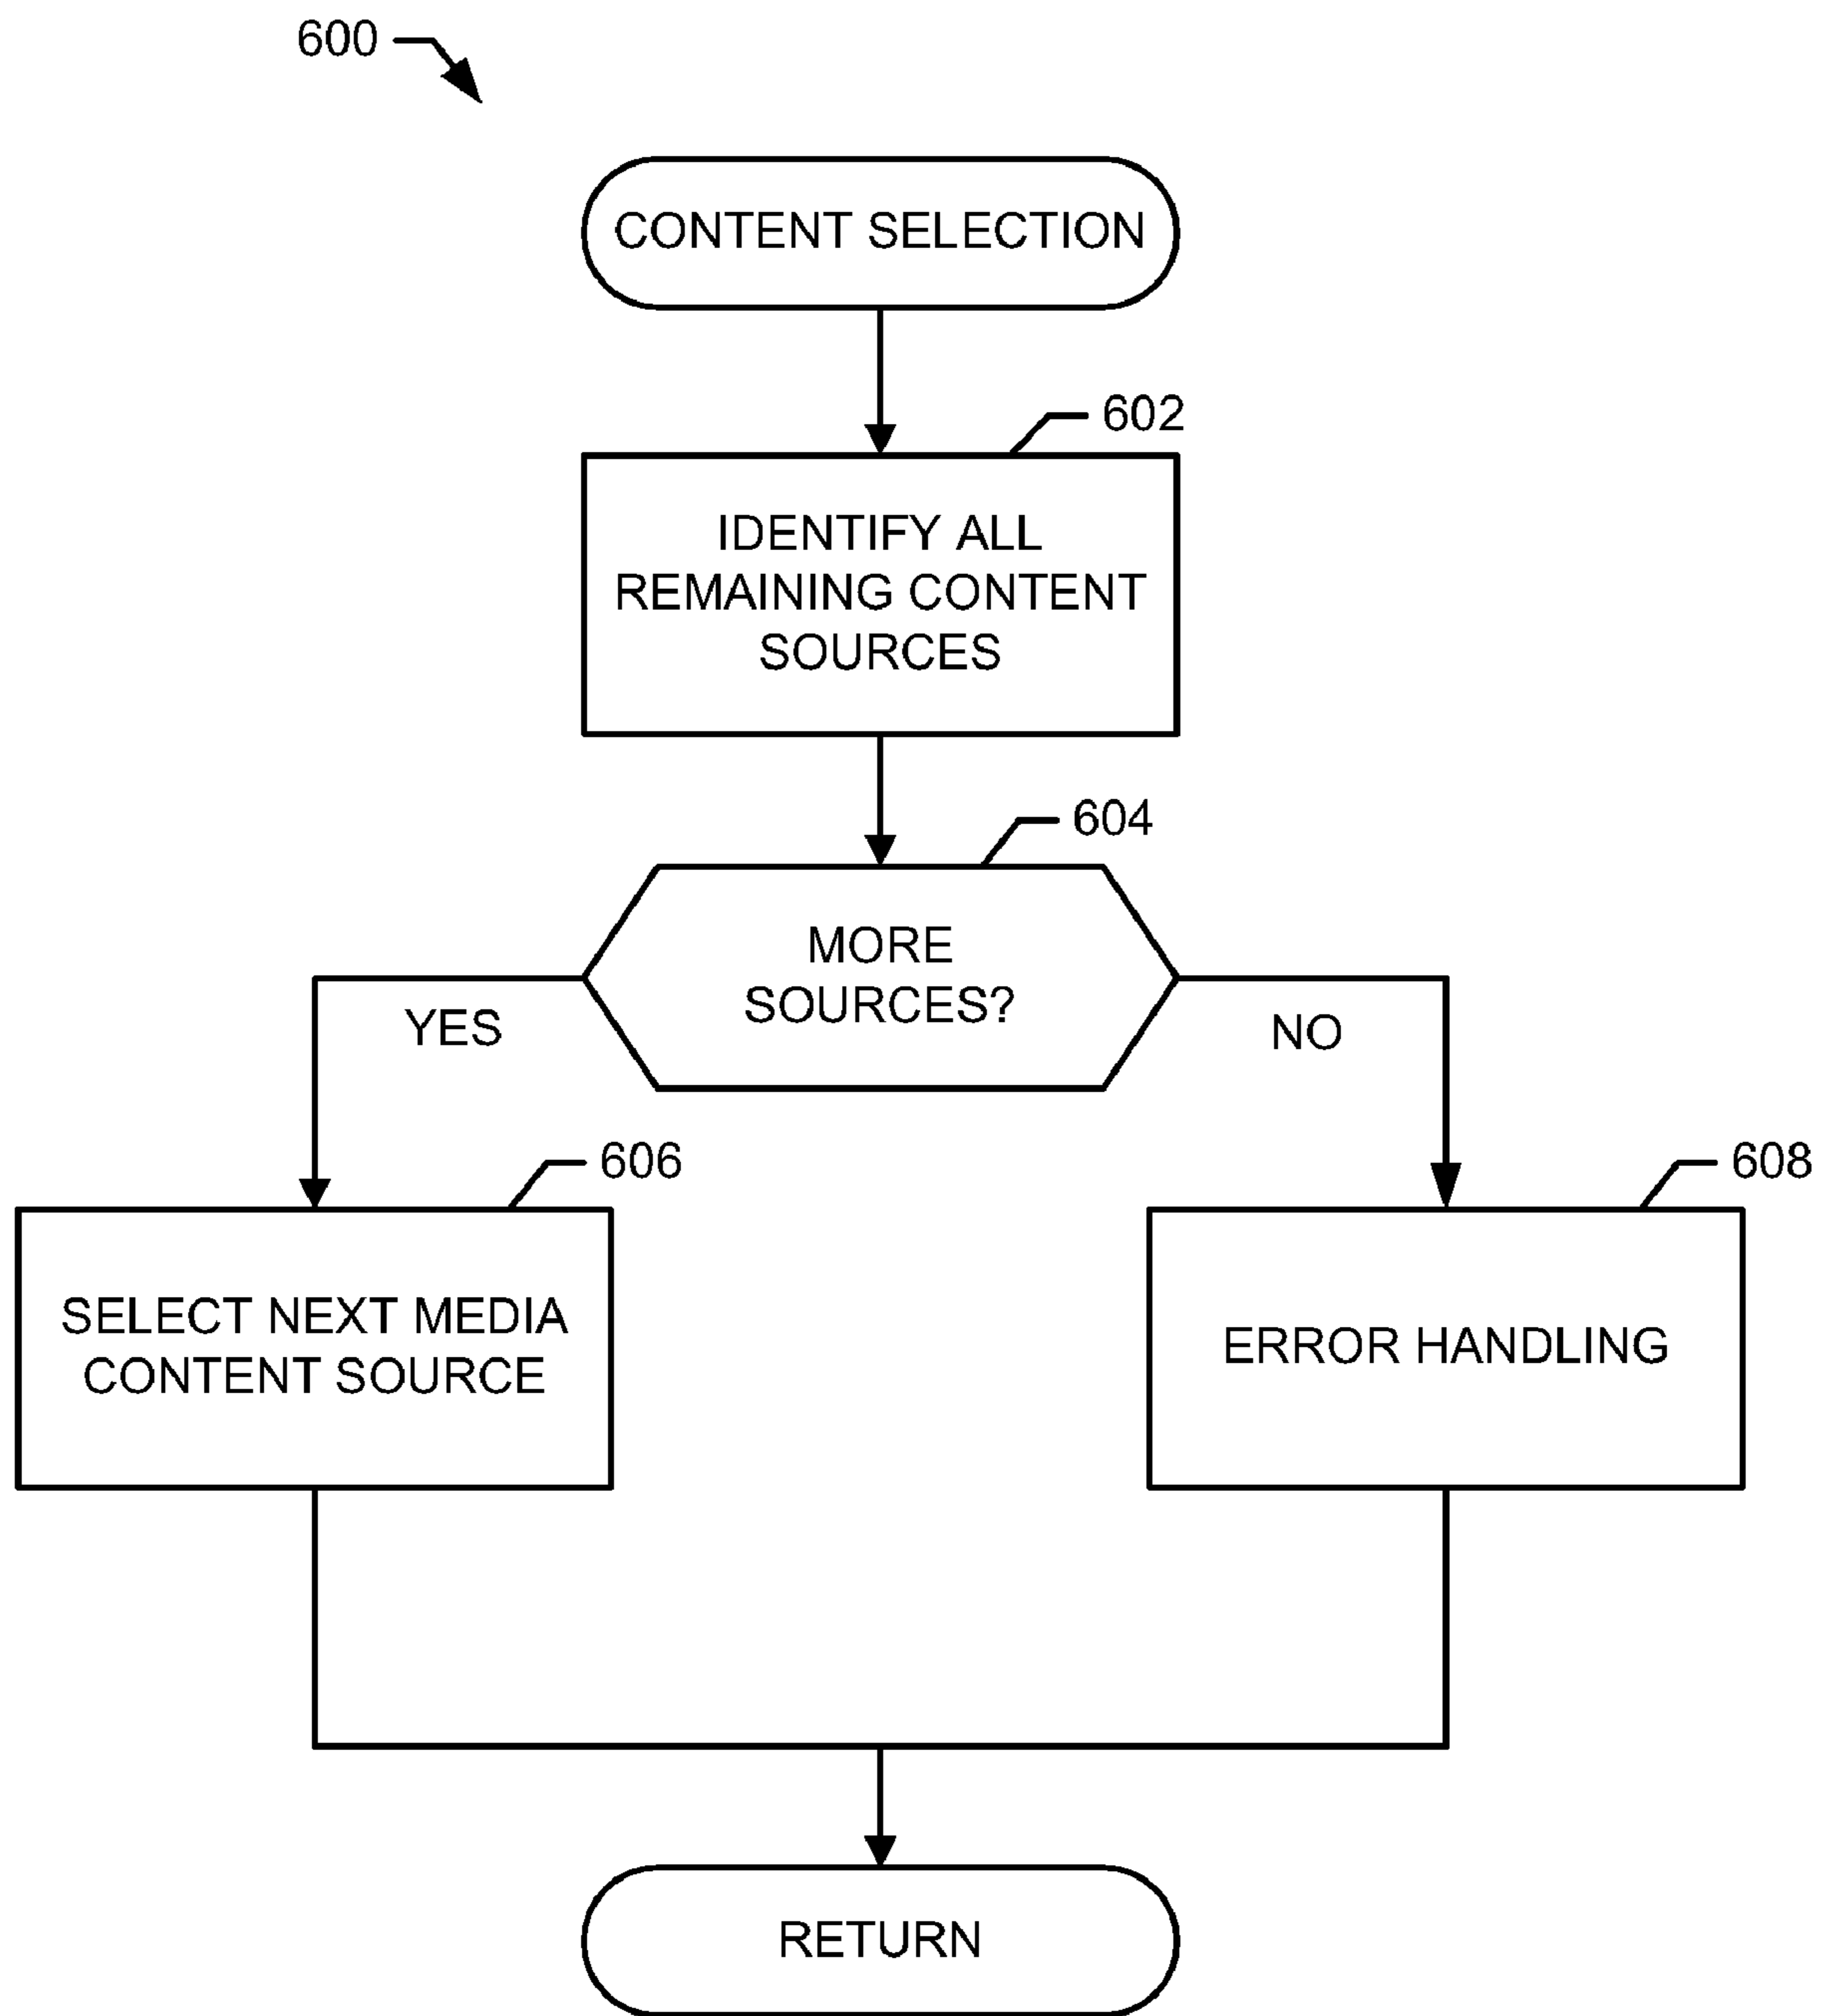 600
CONTENT SELECTION
602
IDENTIFY ALL
REMAINING CONTENT
SOURCES
604
MORE
SOURCES?
YES
NO
606
608
SELECT NEXT MEDIA
CONTENT SOURCE
ERROR HANDLING
RETURN